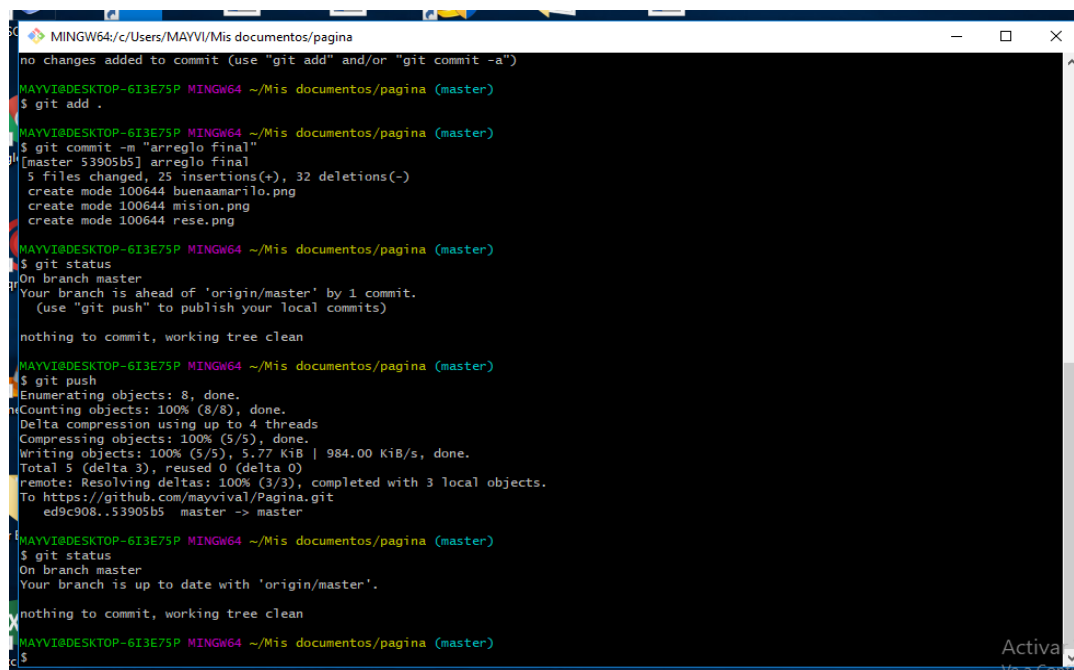 MINGW64:/c/Users/MAYVI/Mis documentos/pagina
no changes added to commit (use "git add" and/or "git commit -a")
MAYVI@DESKTOP-6I3E75P MINGW64 ~/Mis documentos/pagina (master)
$ git add .
MAYVI@DESKTOP-6I3E75P MINGW64 ~/Mis documentos/pagina (master)
$ git commit -m "arreglo final"
[master 53905b5] arreglo final
5 files changed, 25 insertions(+), 32 deletions(-)
create mode 100644 buenaamarilo.png
create mode 100644 mision.png
create mode 100644 rese.png
MAYVI@DESKTOP-6I3E75P MINGW64 ~/Mis documentos/pagina (master)
$ git status
On branch master
Your branch is ahead of 'origin/master' by 1 commit.
(use "git push" to publish your local commits)
nothing to commit, working tree clean
MAYVI@DESKTOP-6I3E75P MINGW64 ~/Mis documentos/pagina (master)
$ git push
Enumerating objects: 8, done.
Counting objects: 100% (8/8), done.
Delta compression using up to 4 threads
Compressing objects: 100% (5/5), done.
Writing objects: 100% (5/5), 5.77 KiB | 984.00 KiB/s, done.
Total 5 (delta 3), reused 0 (delta 0)
remote: Resolving deltas: 100% (3/3), completed with 3 local objects.
To https://github.com/mayvival/Pagina.git
ed9c908..53905b5 master -> master
MAYVI@DESKTOP-6I3E75P MINGW64 ~/Mis documentos/pagina (master)
$ git status
On branch master
Your branch is up to date with 'origin/master'.
nothing to commit, working tree clean
MAYVI@DESKTOP-6I3E75P MINGW64 ~/Mis documentos/pagina (master)
$
Activa